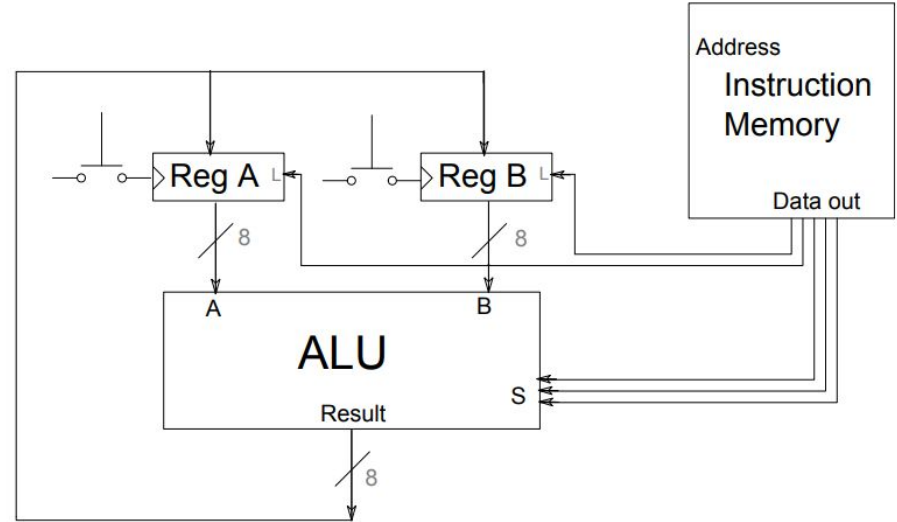 Address
Instruction
Memory
Data out
Reg A L
Reg B L
8
8
A
B
ALU
S
Result
8